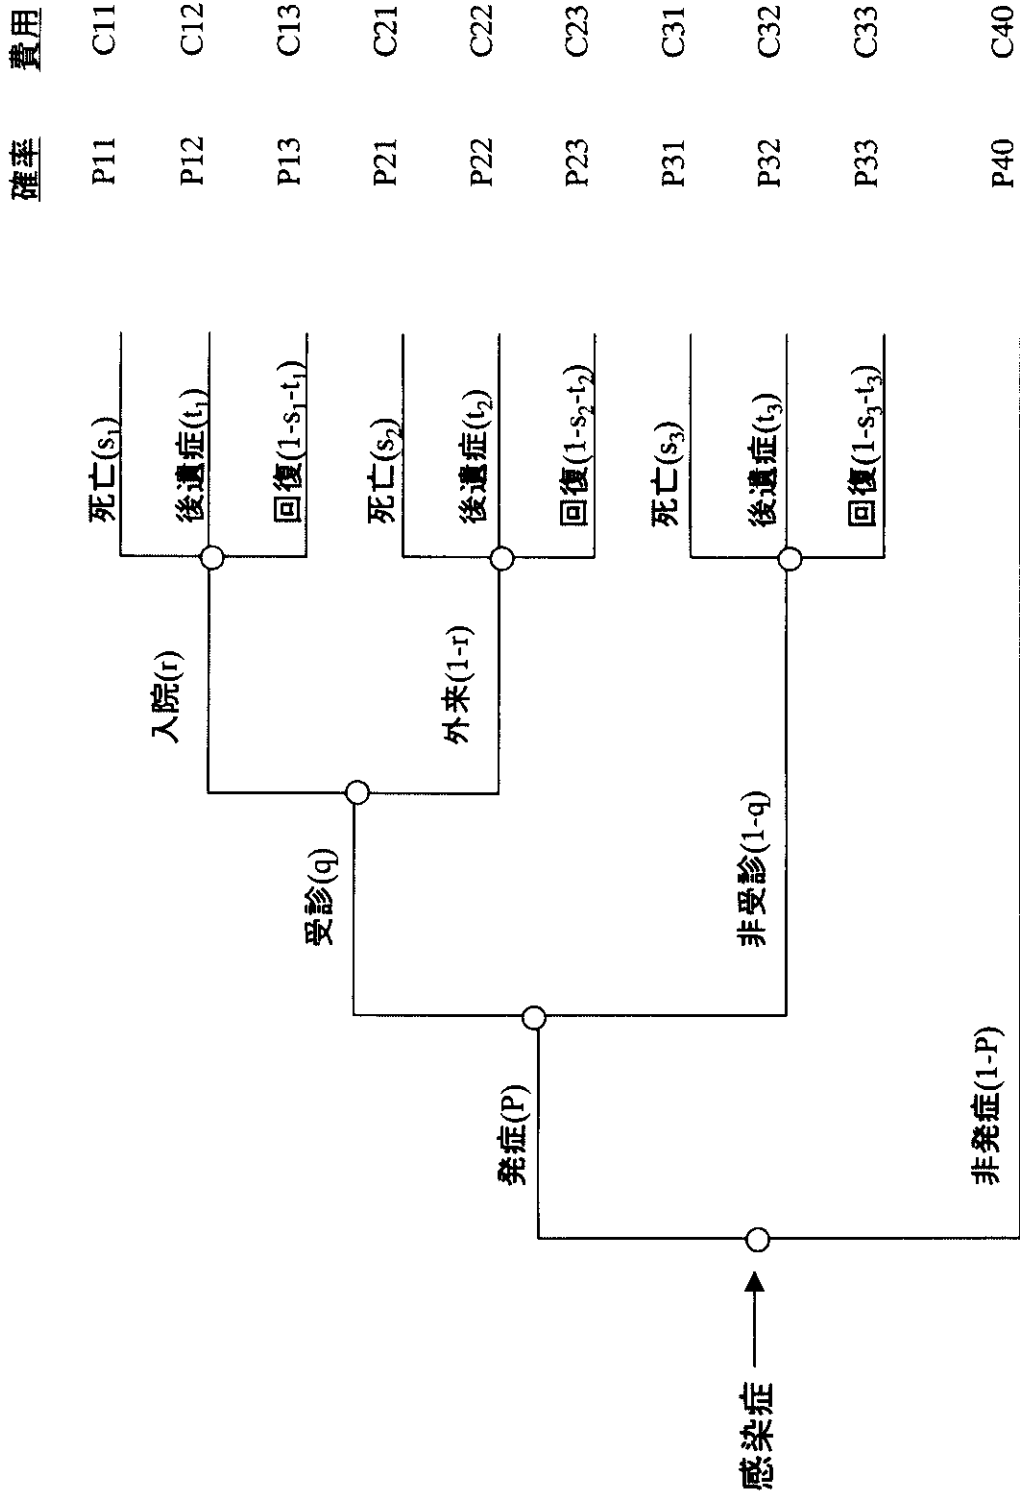 確率 費用
死亡(s₁) P11 C11
後遺症(t₁) P12 C12
入院(r)
回復(1-s₁-t₁) P13 C13
受診(q)
死亡(s₂) P21 C21
外来(1-r)
後遺症(t₂) P22 C22
発症(P)
回復(1-s₂-t₂) P23 C23
死亡(s₃) P31 C31
感染症
非受診(1-q)
後遺症(t₃) P32 C32
回復(1-s₃-t₃) P33 C33
非発症(1-P) P40 C40